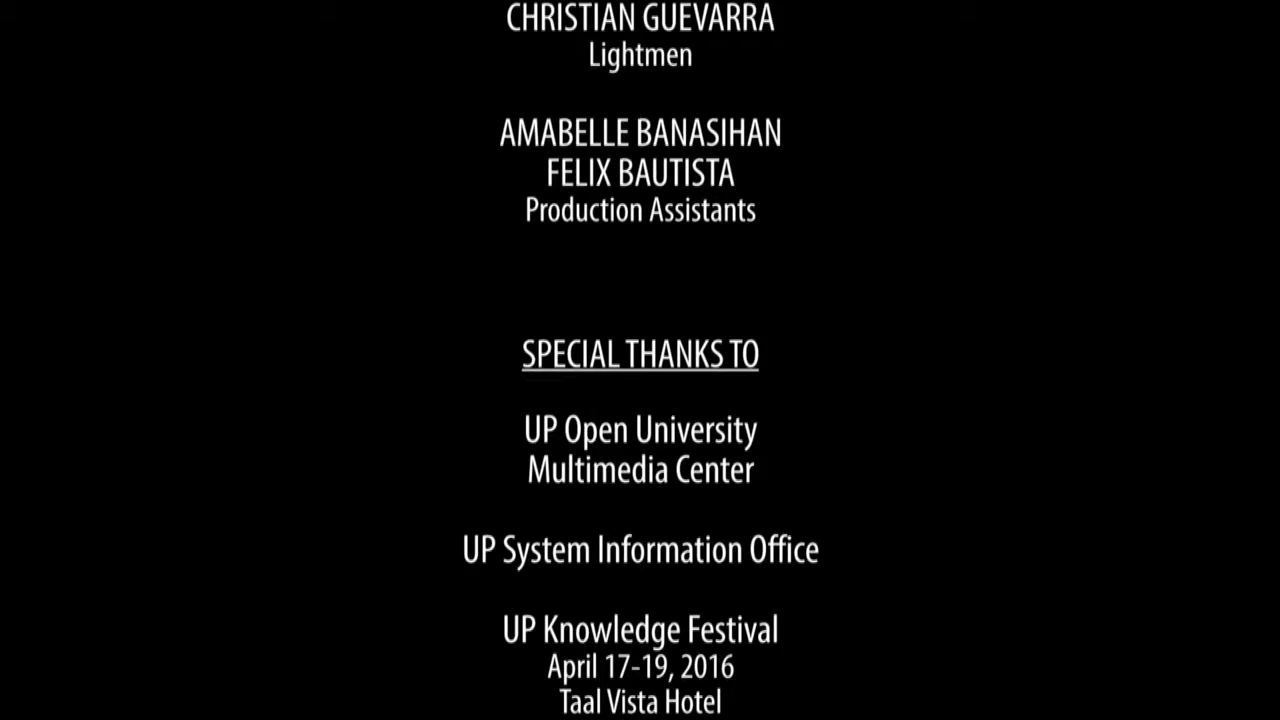 CHRISTIAN GUEVARRA
Lightmen
AMABELLE BANASIHAN
FELIX BAUTISTA
Production Assistants
SPECIAL THANKS TO
UP Open University
Multimedia Center
UP System Information Office
UP Knowledge Festival
April 17-19, 2016
Taal Vista Hotel